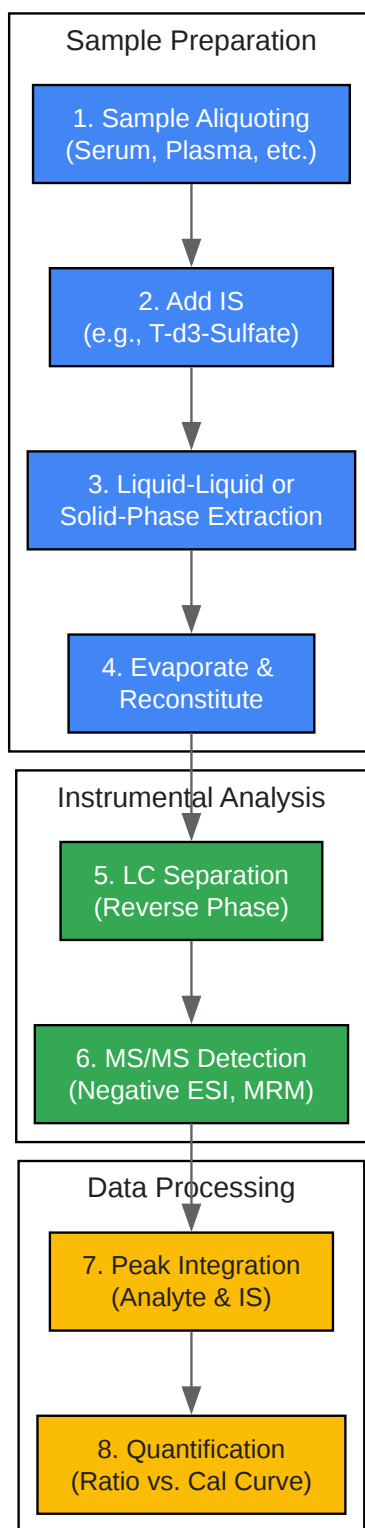 Sample Preparation
1. Sample Aliquoting
(Serum, Plasma, etc.)
2. Add IS
(e.g., T-d3-Sulfate)
3. Liquid-Liquid or
Solid-Phase Extraction
4. Evaporate &
Reconstitute
Instrumental Analysis
5. LC Separation
(Reverse Phase)
6. MS/MS Detection
(Negative ESI, MRM)
Data Processing
7. Peak Integration
(Analyte & IS)
8. Quantification
(Ratio vs. Cal Curve)